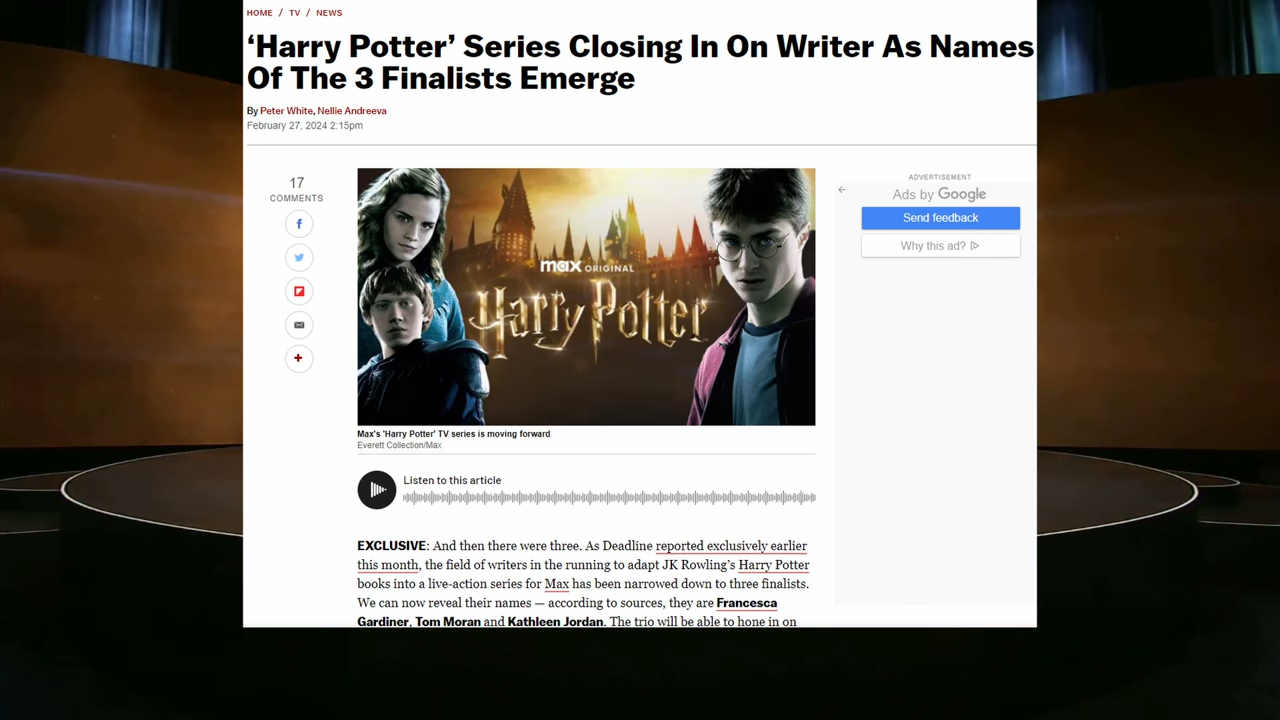 HOME / TV / NEWS
‘Harry Potter’ Series Closing In On Writer As Names
Of The 3 Finalists Emerge
By Peter White, Nellie Andreeva
February 27, 2024 2:15pm
17
COMMENTS
max ORIGINAL
Harry Potter
Max's 'Harry Potter' TV series is moving forward
Everett Collection/Max
Listen to this article
EXCLUSIVE: And then there were three. As Deadline reported exclusively earlier
this month, the field of writers in the running to adapt JK Rowling’s Harry Potter
books into a live-action series for Max has been narrowed down to three finalists.
We can now reveal their names — according to sources, they are Francesca
Gardiner, Tom Moran and Kathleen Jordan. The trio will be able to hone in on
ADVERTISEMENT
Ads by Google
Send feedback
Why this ad?